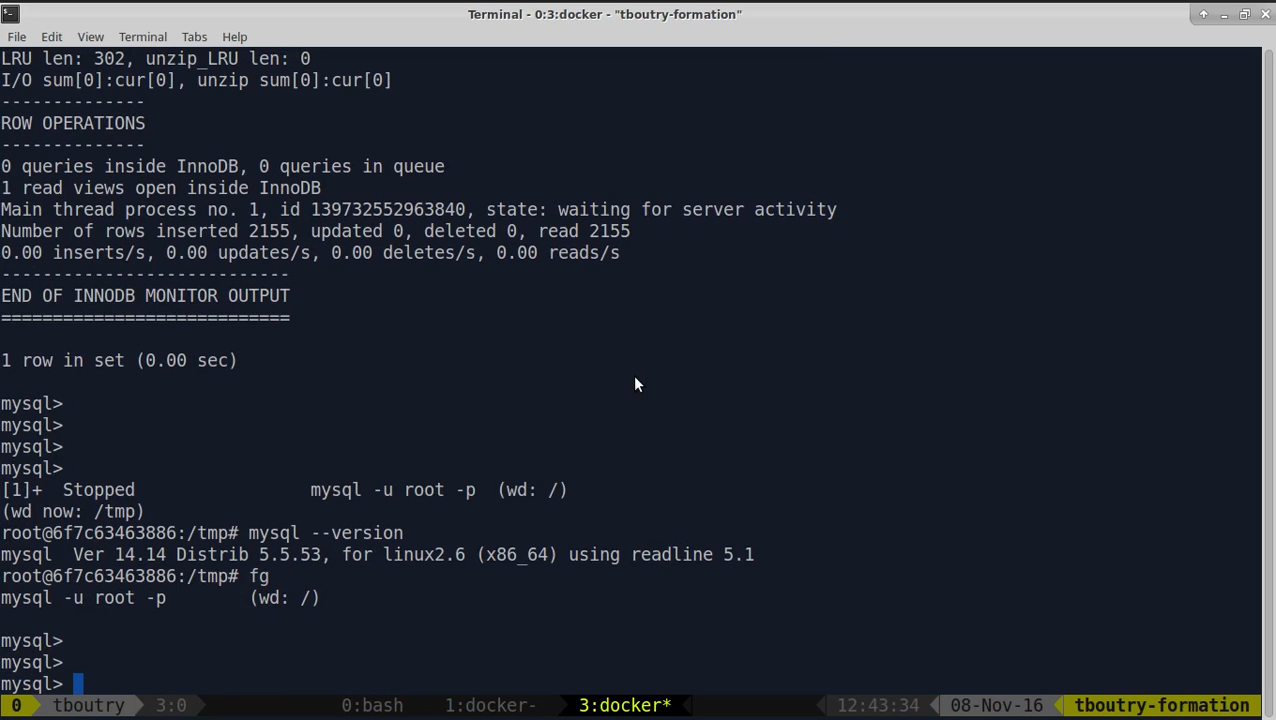 Terminal - 0:3:docker - "tboutry-formation"
File Edit View Terminal Tabs Help
LRU len: 302, unzip_LRU len: 0
I/O sum[0]:cur[0], unzip sum[0]:cur[0]
--------------
ROW OPERATIONS
--------------
0 queries inside InnoDB, 0 queries in queue
1 read views open inside InnoDB
Main thread process no. 1, id 139732552963840, state: waiting for server activity
Number of rows inserted 2155, updated 0, deleted 0, read 2155
0.00 inserts/s, 0.00 updates/s, 0.00 deletes/s, 0.00 reads/s
----------------------------
END OF INNODB MONITOR OUTPUT
============================
1 row in set (0.00 sec)
mysql>
mysql>
mysql>
mysql>
[1]+  Stopped                 mysql -u root -p  (wd: /)
(wd now: /tmp)
root@6f7c63463886:/tmp# mysql --version
mysql  Ver 14.14 Distrib 5.5.53, for linux2.6 (x86_64) using readline 5.1
root@6f7c63463886:/tmp# fg
mysql -u root -p        (wd: /)
mysql>
mysql>
mysql>
0 tboutry 3:0 0:bash 1:docker- 3:docker* 12:43:34 08-Nov-16 tboutry-formation